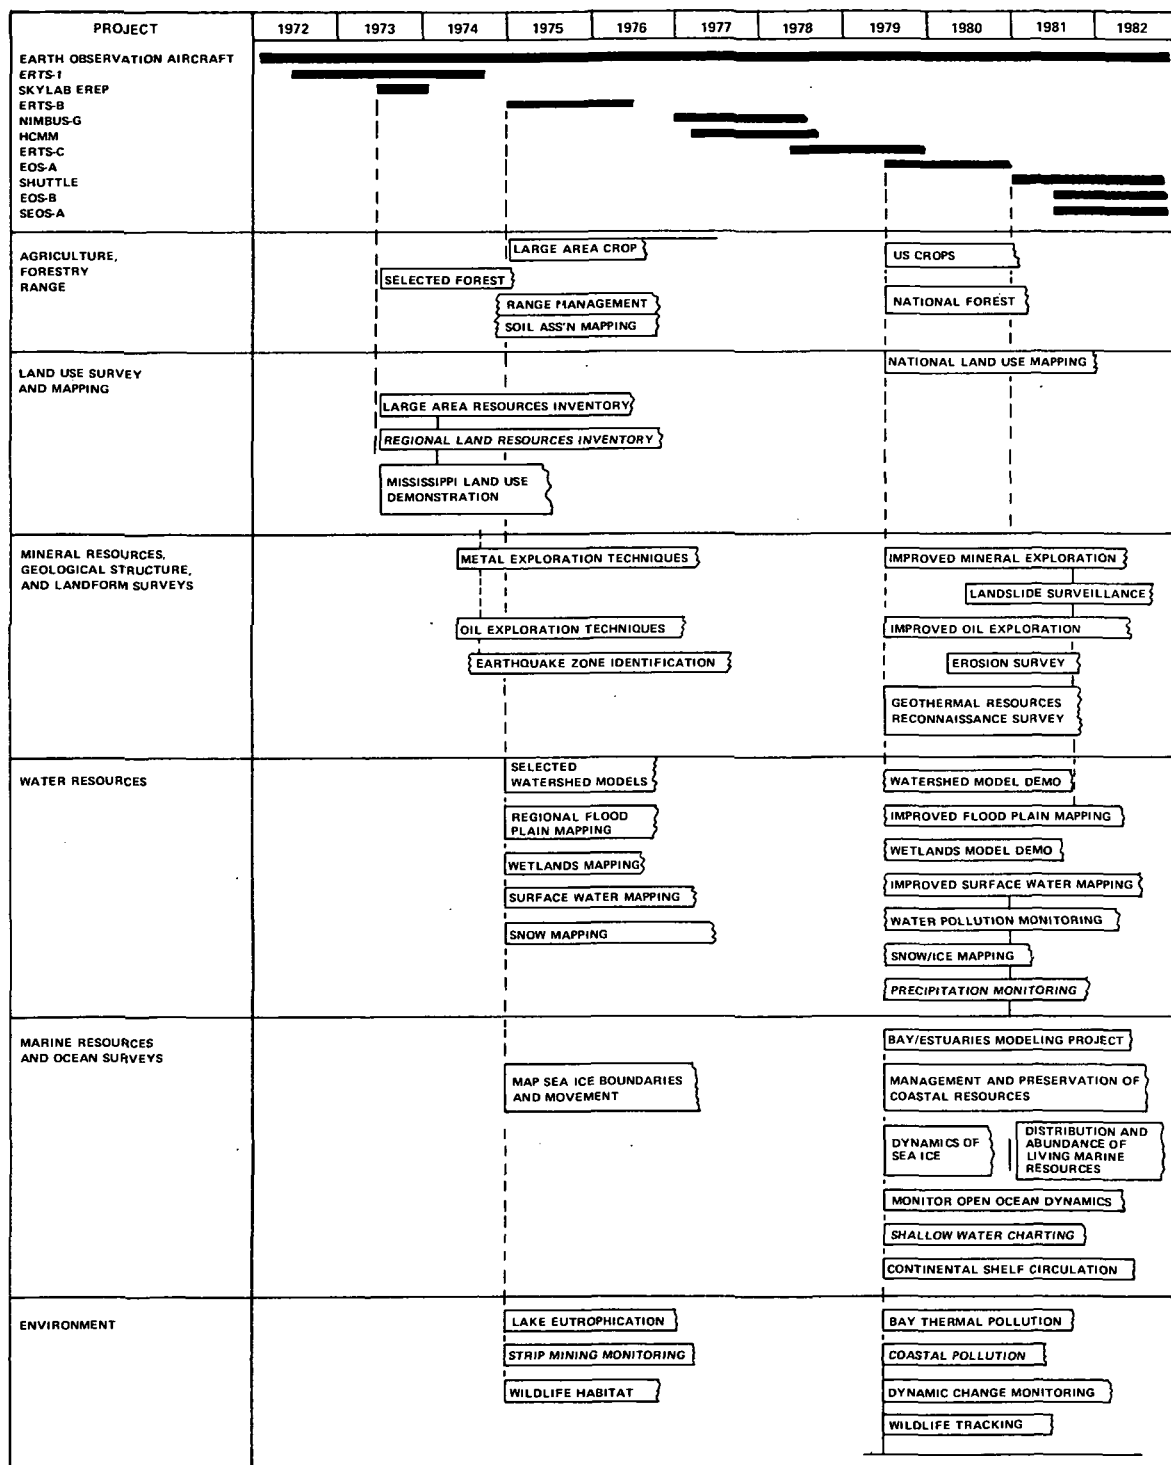 PROJECT 1972 1973 1974 1975 1976 1977 1978 1979 1980 1981 1982
EARTH OBSERVATION AIRCRAFT
ERTS-1
SKYLAB EREP
ERTS-B
NIMBUS-G
HCMM
ERTS-C
EOS-A
SHUTTLE
EOS-B
SEOS-A
AGRICULTURE,
FORESTRY
RANGE
LARGE AREA CROP
US CROPS
SELECTED FOREST
RANGE MANAGEMENT
NATIONAL FOREST
SOIL ASS'N MAPPING
LAND USE SURVEY
AND MAPPING
NATIONAL LAND USE MAPPING
LARGE AREA RESOURCES INVENTORY
REGIONAL LAND RESOURCES INVENTORY
MISSISSIPPI LAND USE
DEMONSTRATION
MINERAL RESOURCES,
GEOLOGICAL STRUCTURE,
AND LANDFORM SURVEYS
METAL EXPLORATION TECHNIQUES
IMPROVED MINERAL EXPLORATION
LANDSLIDE SURVEILLANCE
OIL EXPLORATION TECHNIQUES
IMPROVED OIL EXPLORATION
EARTHQUAKE ZONE IDENTIFICATION
EROSION SURVEY
GEOTHERMAL RESOURCES
RECONNAISSANCE SURVEY
WATER RESOURCES
SELECTED
WATERSHED MODELS
WATERSHED MODEL DEMO
REGIONAL FLOOD
PLAIN MAPPING
IMPROVED FLOOD PLAIN MAPPING
WETLANDS MAPPING
WETLANDS MODEL DEMO
SURFACE WATER MAPPING
IMPROVED SURFACE WATER MAPPING
SNOW MAPPING
WATER POLLUTION MONITORING
SNOW/ICE MAPPING
PRECIPITATION MONITORING
MARINE RESOURCES
AND OCEAN SURVEYS
BAY/ESTUARIES MODELING PROJECT
MAP SEA ICE BOUNDARIES
AND MOVEMENT
MANAGEMENT AND PRESERVATION OF
COASTAL RESOURCES
DYNAMICS OF
SEA ICE
DISTRIBUTION AND
ABUNDANCE OF
LIVING MARINE
RESOURCES
MONITOR OPEN OCEAN DYNAMICS
SHALLOW WATER CHARTING
CONTINENTAL SHELF CIRCULATION
ENVIRONMENT
LAKE EUTROPHICATION
BAY THERMAL POLLUTION
STRIP MINING MONITORING
COASTAL POLLUTION
WILDLIFE HABITAT
DYNAMIC CHANGE MONITORING
WILDLIFE TRACKING